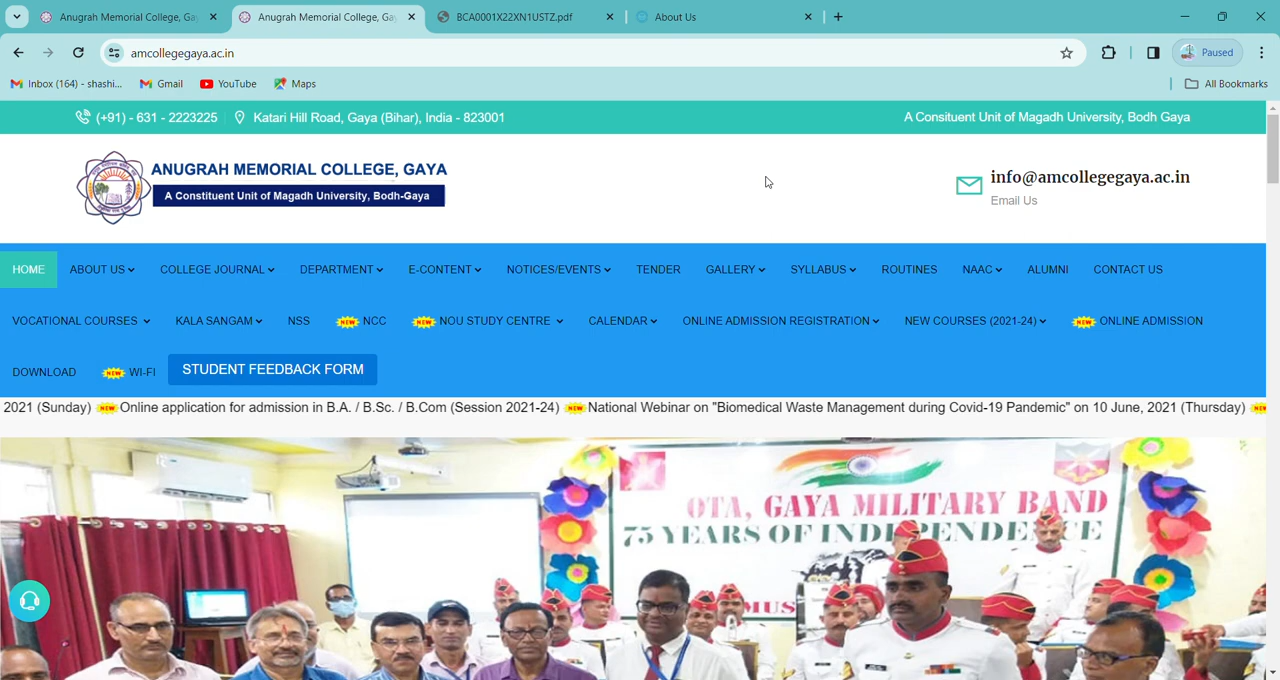 Anugrah Memorial College, Ga
Anugrah Memorial College, Ga
BCA0001X22XN1USTZ.pdf
About Us
amcollegegaya.ac.in
Paused
Inbox (164) - shashi...
Gmail
YouTube
Maps
All Bookmarks
(+91) - 631 - 2223225
Katari Hill Road, Gaya (Bihar), India - 823001
A Consituent Unit of Magadh University, Bodh Gaya
ANUGRAH MEMORIAL COLLEGE, GAYA
A Constituent Unit of Magadh University, Bodh-Gaya
info@amcollegegaya.ac.in
Email Us
HOME ABOUT US COLLEGE JOURNAL DEPARTMENT E-CONTENT NOTICES/EVENTS TENDER GALLERY SYLLABUS ROUTINES NAAC ALUMNI CONTACT US
VOCATIONAL COURSES KALA SANGAM NSS NEW NCC NEW NOU STUDY CENTRE CALENDAR ONLINE ADMISSION REGISTRATION NEW COURSES (2021-24) NEW ONLINE ADMISSION
DOWNLOAD NEW WI-FI STUDENT FEEDBACK FORM
2021 (Sunday) NEW Online application for admission in B.A. / B.Sc. / B.Com (Session 2021-24) NEW National Webinar on "Biomedical Waste Management during Covid-19 Pandemic" on 10 June, 2021 (Thursday)
OTA, GAYA MILITARY BAND
75 YEARS OF INDEPENDENCE